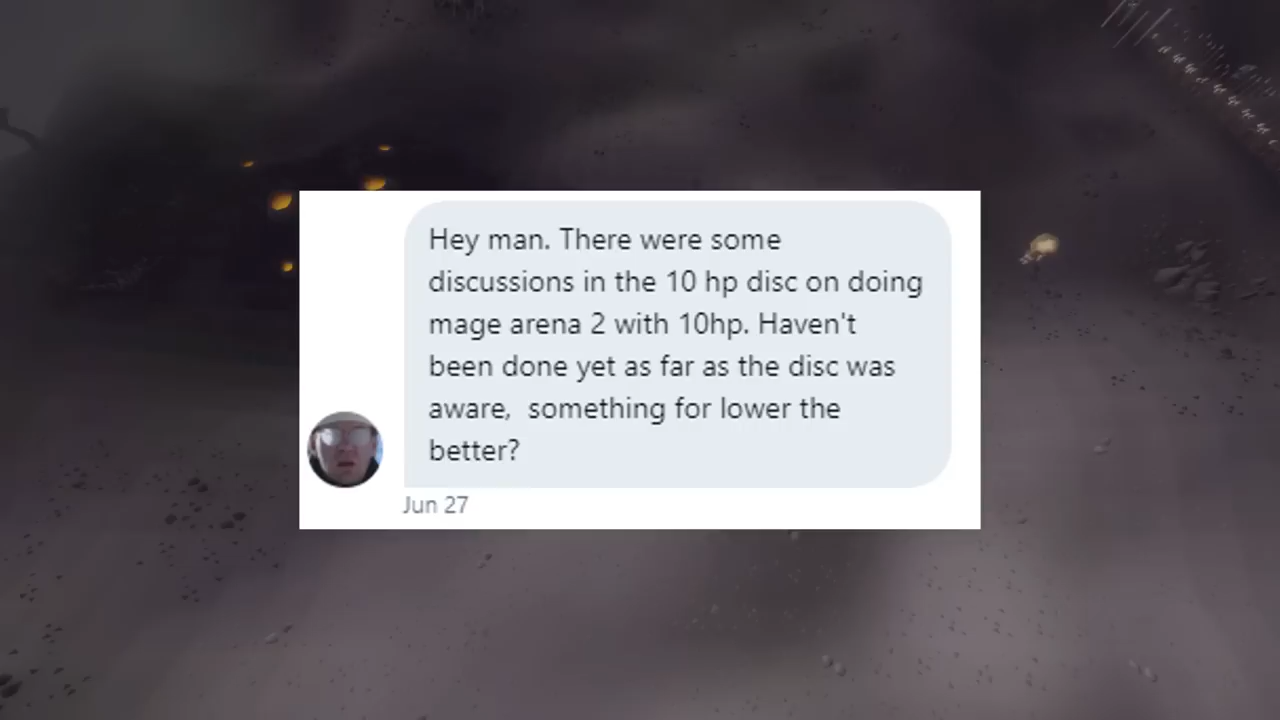 Hey man. There were some
discussions in the 10 hp disc on doing
mage arena 2 with 10hp. Haven't
been done yet as far as the disc was
aware,  something for lower the
better?
Jun 27